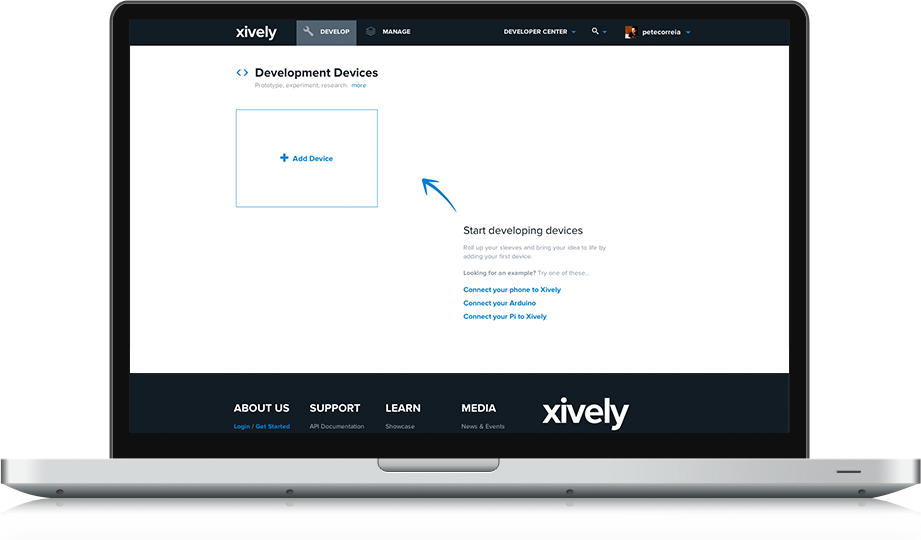 xively DEVELOP MANAGE DEVELOPER CENTER petecorreia
Development Devices
Prototype, experiment, research. more
Add Device
Start developing devices
Roll up your sleeves and bring your idea to life by
adding your first device.
Looking for an example? Try one of these...
Connect your phone to Xively
Connect your Arduino
Connect your Pi to Xively
ABOUT US SUPPORT LEARN MEDIA xively
Login / Get Started API Documentation Showcase News & Events